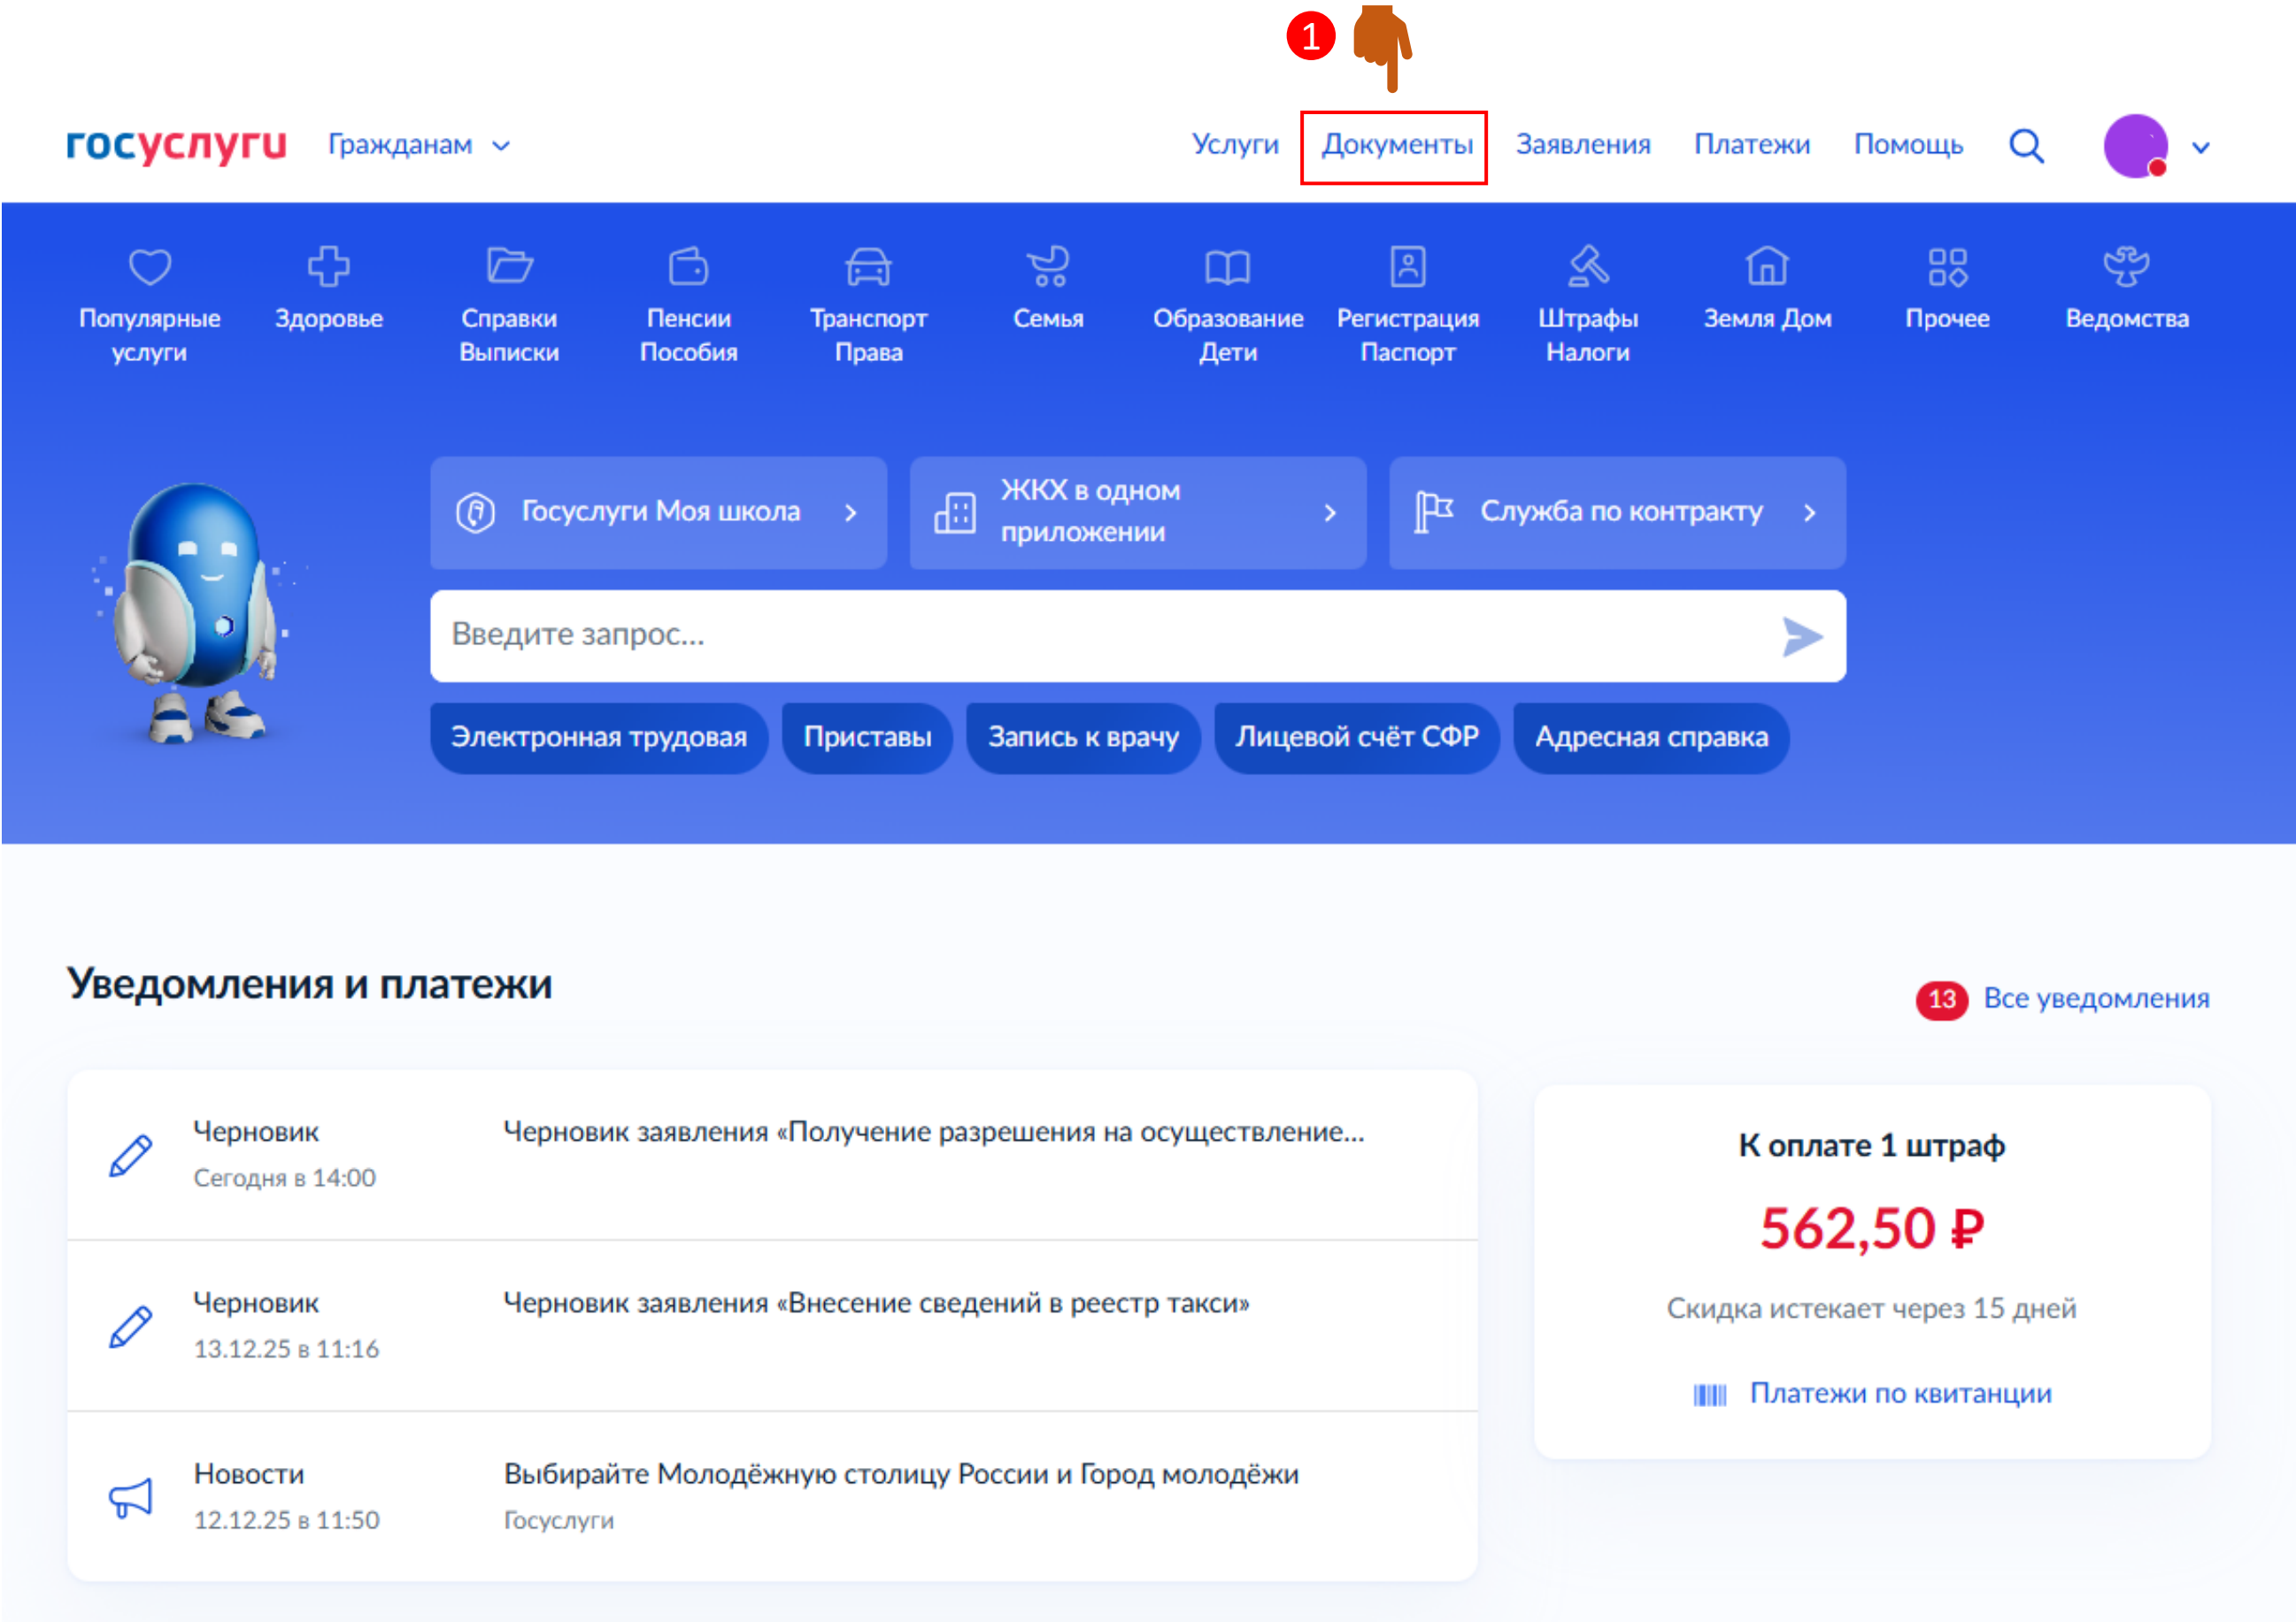 1
госуслуги Гражданам Услуги Документы Заявления Платежи Помощь
Популярные услуги
Здоровье
Справки Выписки
Пенсии Пособия
Транспорт Права
Семья
Образование Дети
Регистрация Паспорт
Штрафы Налоги
Земля Дом
Прочее
Ведомства
Госуслуги Моя школа
ЖКХ в одном
приложении
Служба по контракту
Введите запрос...
Электронная трудовая Приставы Запись к врачу Лицевой счёт СФР Адресная справка
Уведомления и платежи
13 Все уведомления
Черновик Черновик заявления «Получение разрешения на осуществление...
Сегодня в 14:00
Черновик Черновик заявления «Внесение сведений в реестр такси»
13.12.25 в 11:16
Новости Выбирайте Молодёжную столицу России и Город молодёжи
12.12.25 в 11:50 Госуслуги
К оплате 1 штраф
562,50 ₽
Скидка истекает через 15 дней
Платежи по квитанции